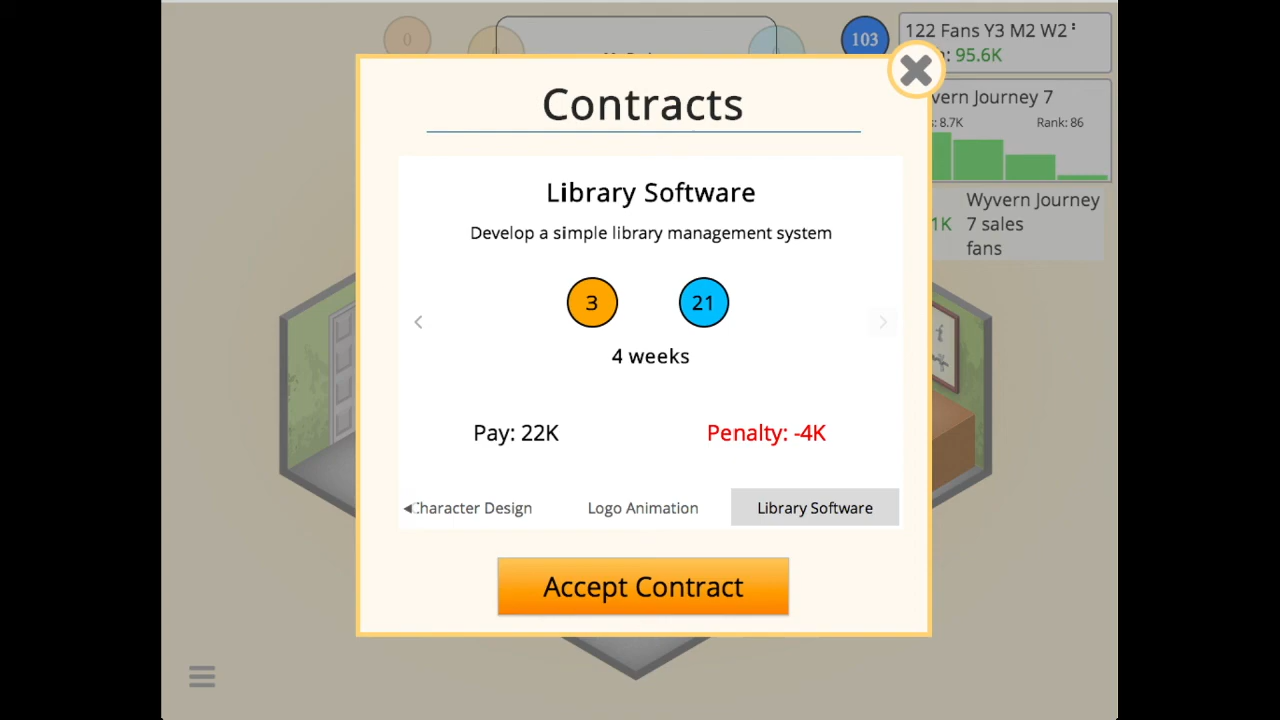 0
103
122 Fans Y3 M2 W2
: 95.6K
vern Journey 7
s: 8.7K
Rank: 86
Wyvern Journey
1K
7 sales
fans
Contracts
Library Software
Develop a simple library management system
3
21
4 weeks
Pay: 22K
Penalty: -4K
Character Design
Logo Animation
Library Software
Accept Contract